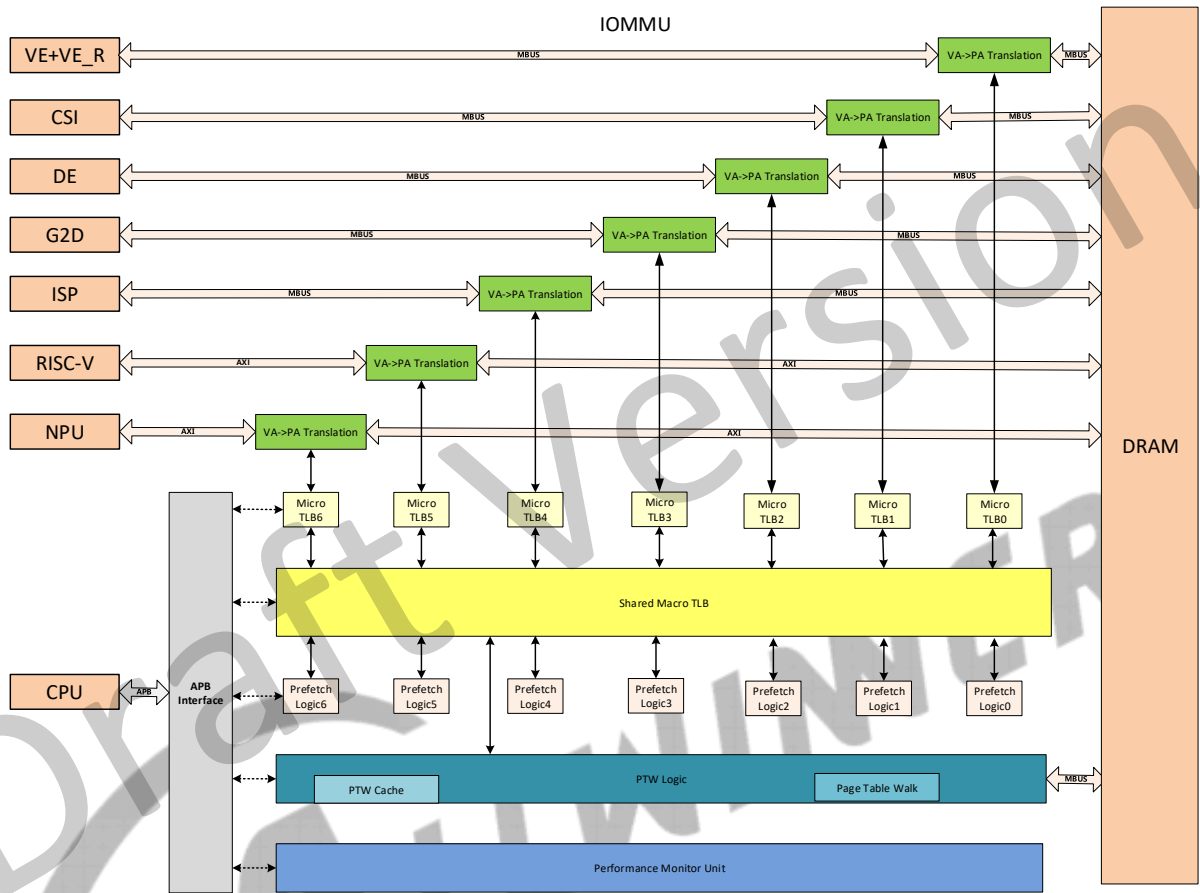 IOMMU
VE+VE_R
MBUS
VA->PA Translation
MBUS
CSI
MBUS
VA->PA Translation
MBUS
DE
MBUS
VA->PA Translation
MBUS
G2D
MBUS
VA->PA Translation
MBUS
ISP
MBUS
VA->PA Translation
MBUS
RISC-V
AXI
VA->PA Translation
AXI
NPU
AXI
VA->PA Translation
AXI
DRAM
Micro
TLB6
Micro
TLB5
Micro
TLB4
Micro
TLB3
Micro
TLB2
Micro
TLB1
Micro
TLB0
Shared Macro TLB
CPU
APB
APB
Interface
Prefetch
Logic6
Prefetch
Logic5
Prefetch
Logic4
Prefetch
Logic3
Prefetch
Logic2
Prefetch
Logic1
Prefetch
Logic0
PTW Logic
PTW Cache
Page Table Walk
MBUS
Performance Monitor Unit
Draft Version